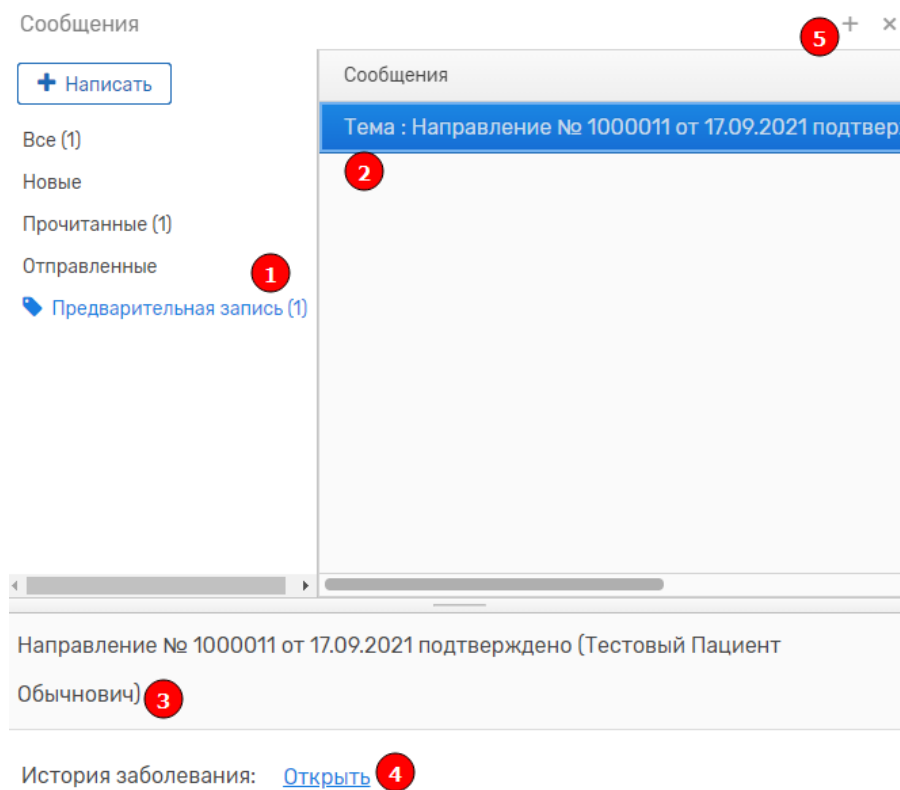 Сообщения
5
+ ×
+ Написать
Сообщения
Тема : Направление № 1000011 от 17.09.2021 подтвер
2
Все (1)
Новые
Прочитанные (1)
Отправленные
1
Предварительная запись (1)
Направление № 1000011 от 17.09.2021 подтверждено (Тестовый Пациент
Обычнович)
3
История заболевания: Открыть
4